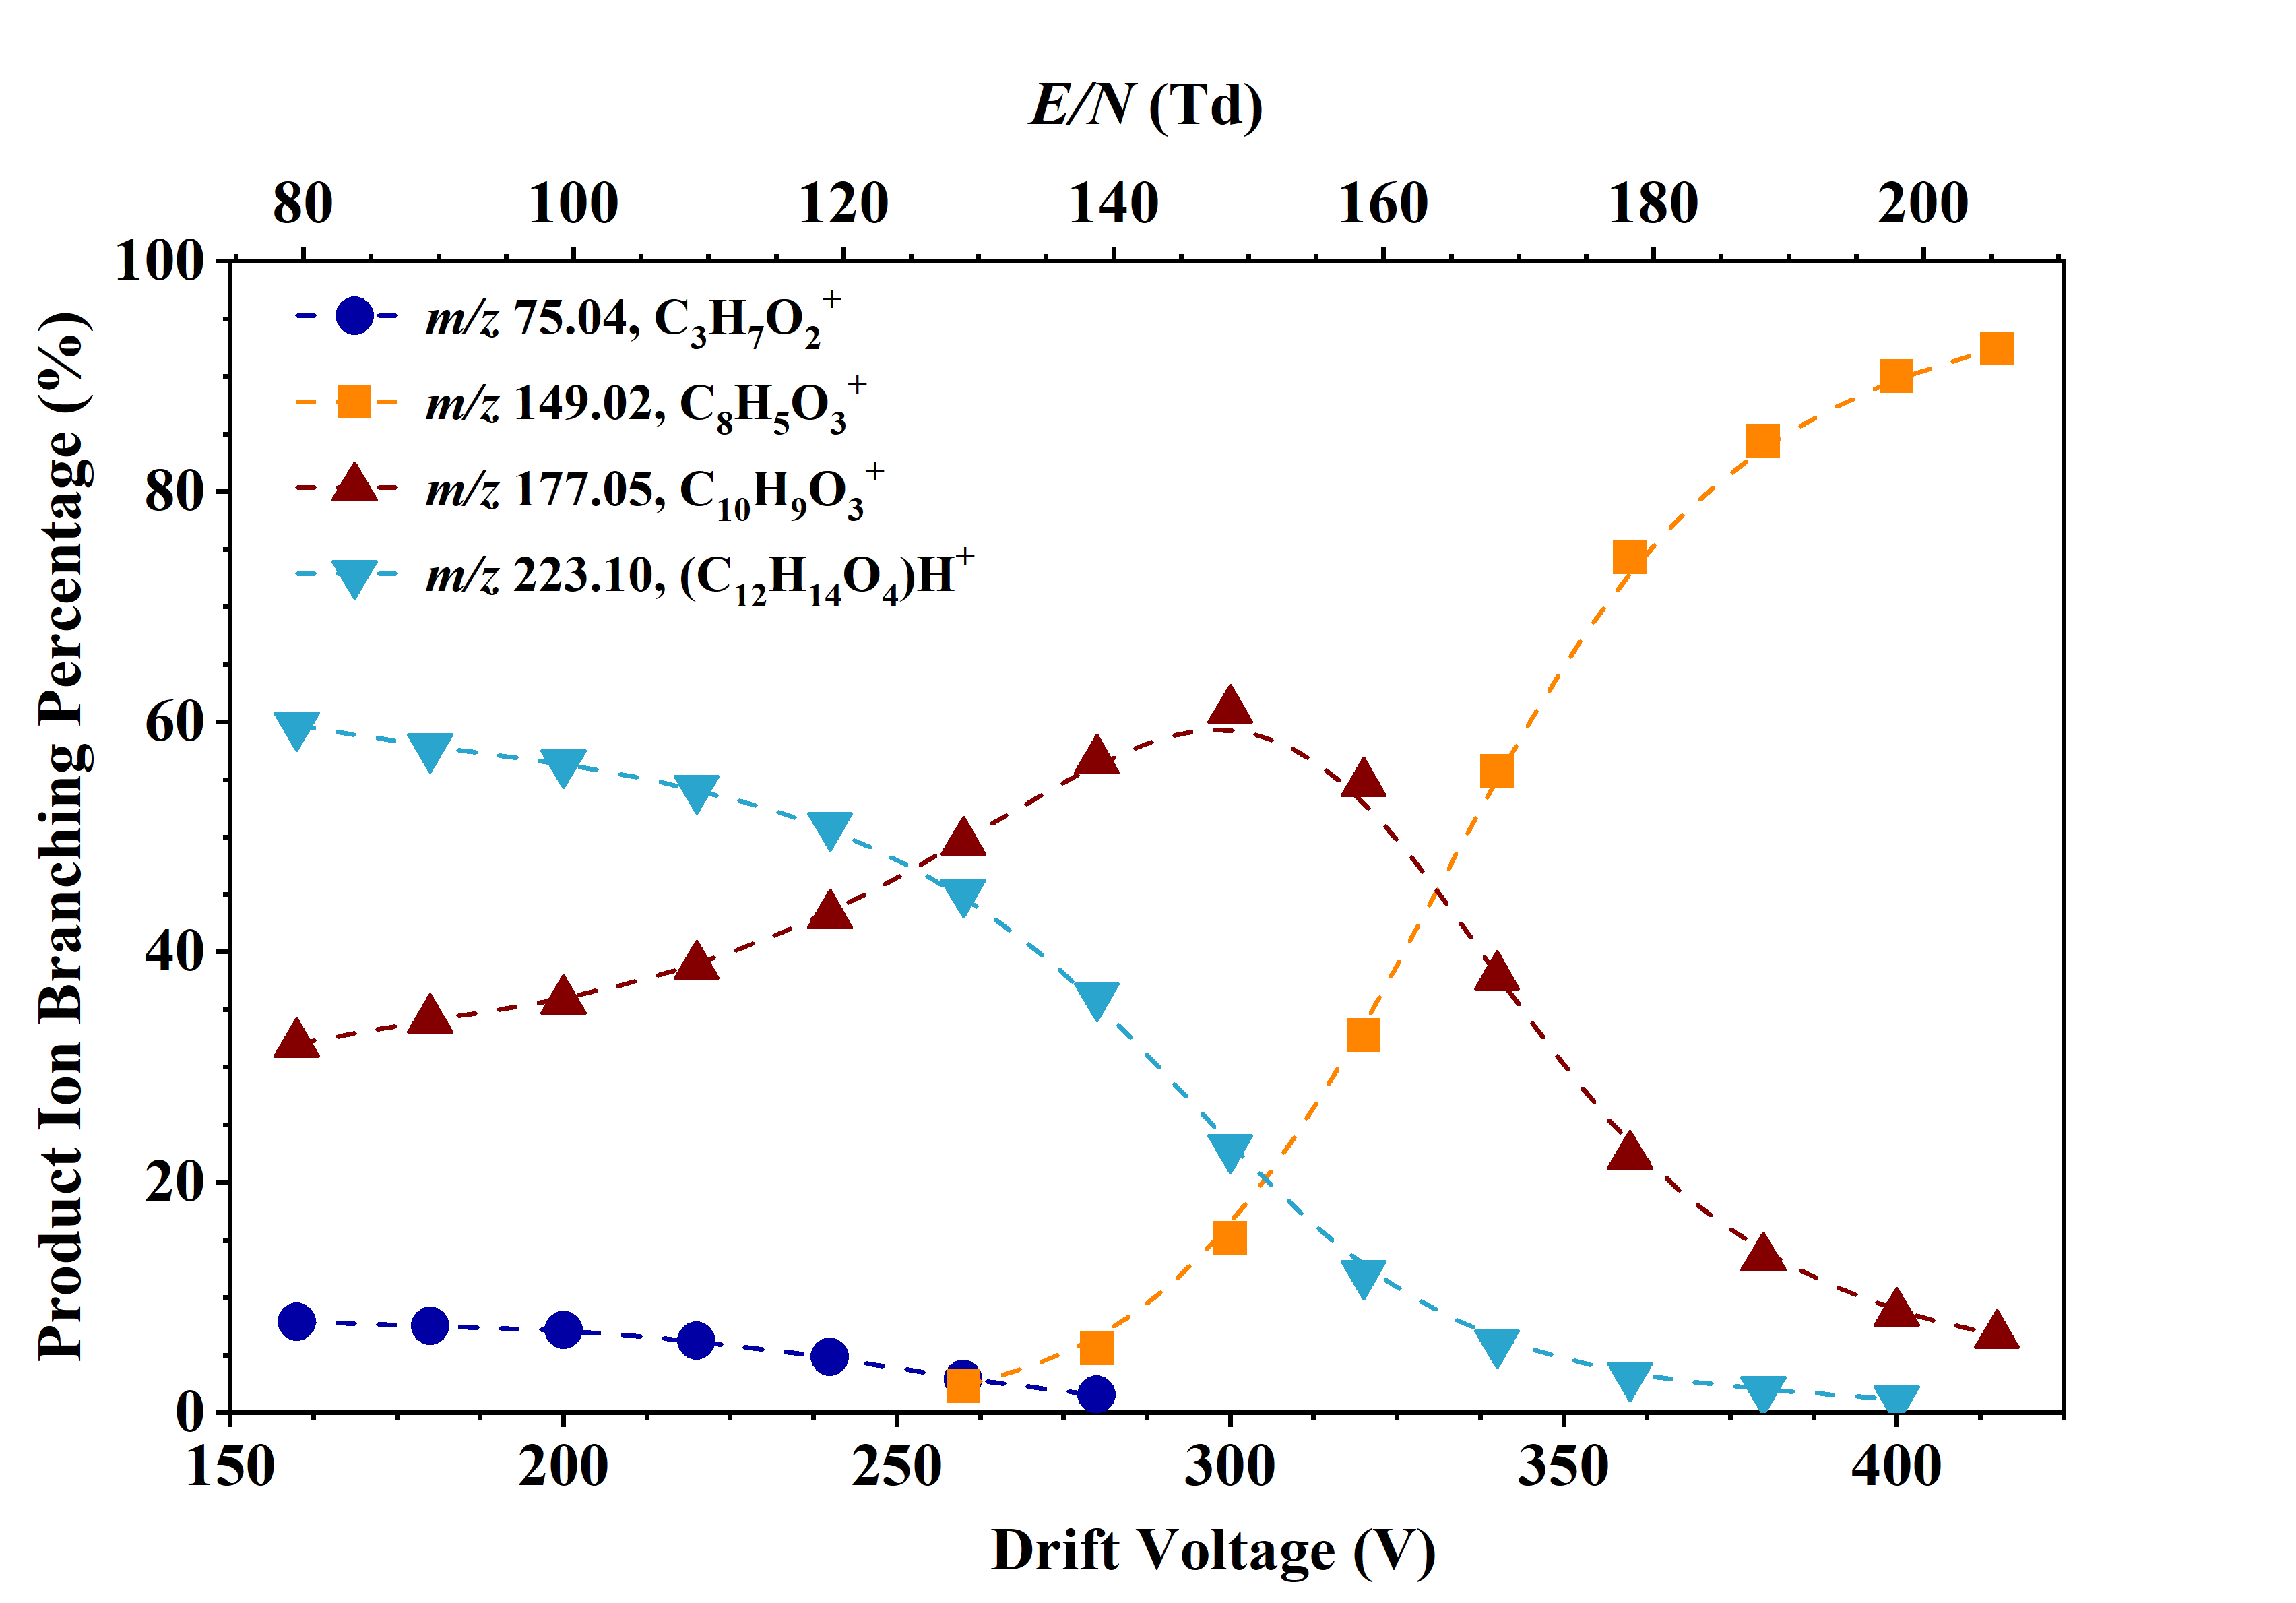 E/N (Td)
80 100 120 140 160 180 200
100
80
60
40
20
0
Product Ion Branching Percentage (%)
m/z 75.04, C₃H₇O₂⁺
m/z 149.02, C₈H₅O₃⁺
m/z 177.05, C₁₀H₉O₃⁺
m/z 223.10, (C₁₂H₁₄O₄)H⁺
150 200 250 300 350 400
Drift Voltage (V)